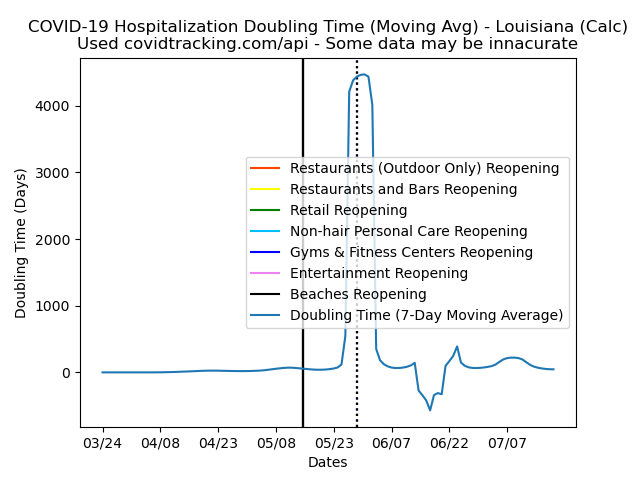 COVID-19 Hospitalization Doubling Time (Moving Avg) - Louisiana (Calc)
Used covidtracking.com/api - Some data may be innacurate
Doubling Time (Days)
4000
3000
2000
1000
0
Restaurants (Outdoor Only) Reopening
Restaurants and Bars Reopening
Retail Reopening
Non-hair Personal Care Reopening
Gyms & Fitness Centers Reopening
Entertainment Reopening
Beaches Reopening
Doubling Time (7-Day Moving Average)
03/24 04/08 04/23 05/08 05/23 06/07 06/22 07/07
Dates